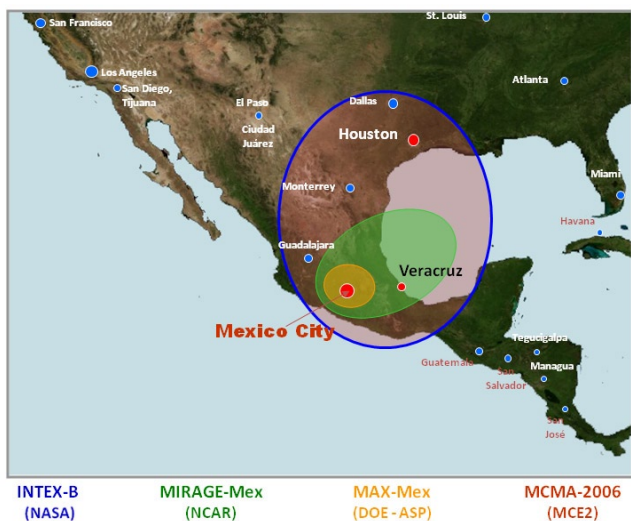 San Francisco
St. Louis
Los Angeles
San Diego,
Tijuana
Atlanta
El Paso
Ciudad
Juárez
Dallas
Houston
Monterrey
Miami
Havana
Guadalajara
Veracruz
Mexico City
Tegucigalpa
Guatemala
San
Salvador
Managua
San
José
INTEX-B
(NASA)
MIRAGE-Mex
(NCAR)
MAX-Mex
(DOE - ASP)
MCMA-2006
(MCE2)